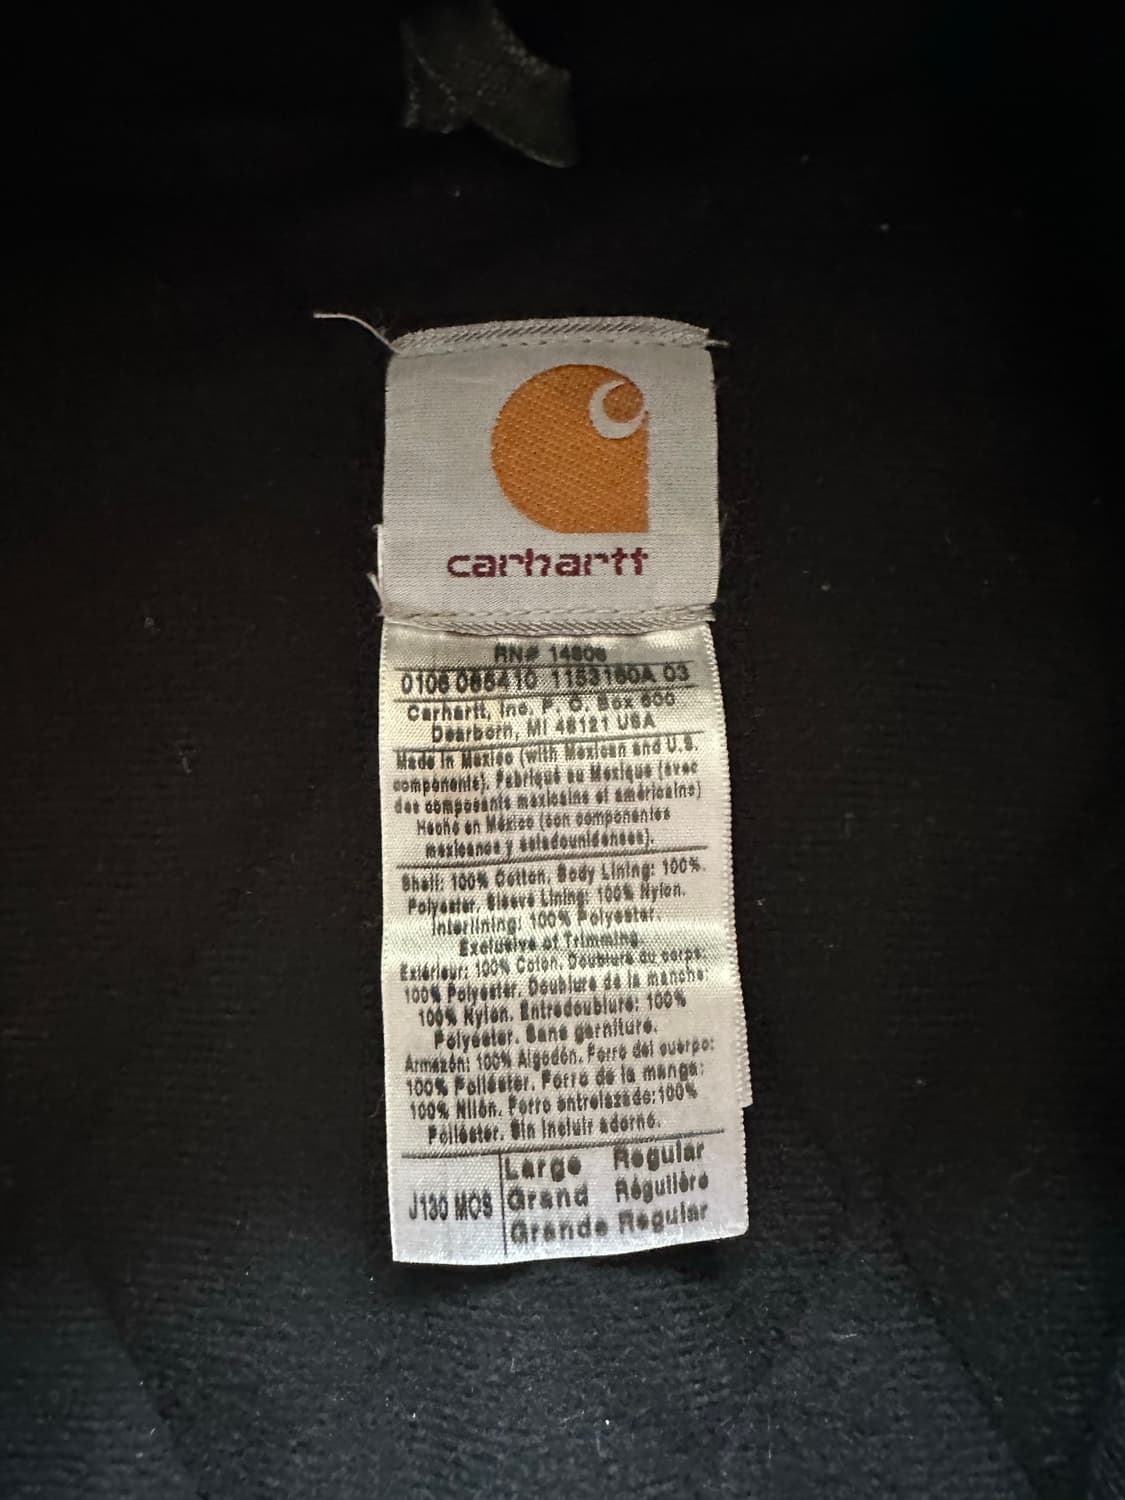 carhartt
RN# 14806
0106 085410 1153160A 03
Carhartt, Inc. P. O. Box 600
Dearborn, MI 48121 USA
Made in Mexico (with Mexican and U.S.
components). Fabriqué au Mexique (avec
des composants mexicains et américains)
Hecho en México (con componentes
mexicanos y estadounidenses).
Shell: 100% Cotton, Body Lining: 100%
Polyester, Sleeve Lining: 100% Nylon.
Interlining: 100% Polyester.
Exclusive of Trimming.
Extérieur: 100% Coton, Doublure du corps:
100% Polyester, Doublure de la manche:
100% Nylon. Entredoublure: 100%
Polyester. Sans garniture.
Armazón: 100% Algodón. Forro del cuerpo:
100% Poliéster. Forro de la manga:
100% Nilón. Forro entrelazado: 100%
Poliéster. Sin incluir adorno.
J130 MOS
Large Regular
Grand Régulière
Grande Regular